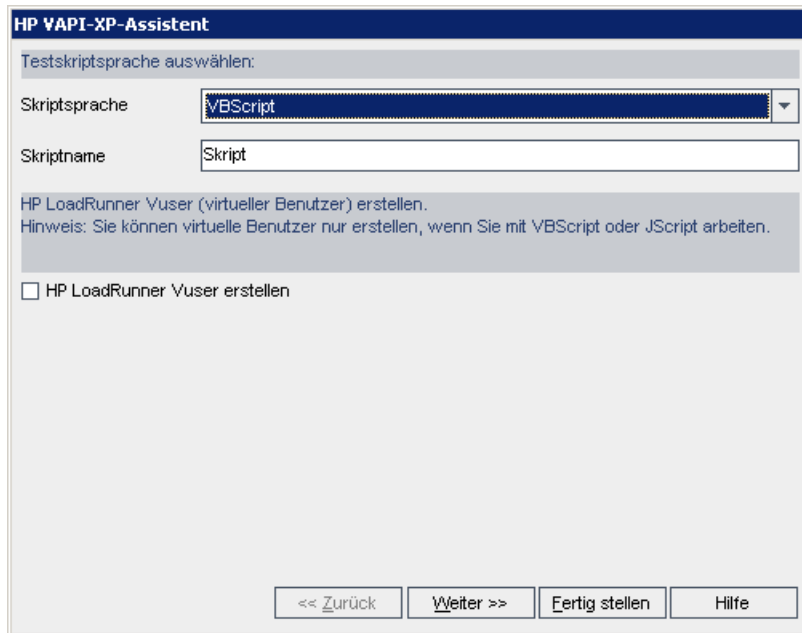 HP VAPI-XP-Assistent
Testskriptsprache auswählen:
Skriptsprache VBScript
Skriptname Skript
HP LoadRunner Vuser (virtueller Benutzer) erstellen.
Hinweis: Sie können virtuelle Benutzer nur erstellen, wenn Sie mit VBScript oder JScript arbeiten.
HP LoadRunner Vuser erstellen
<< Zurück Weiter >> Fertig stellen Hilfe